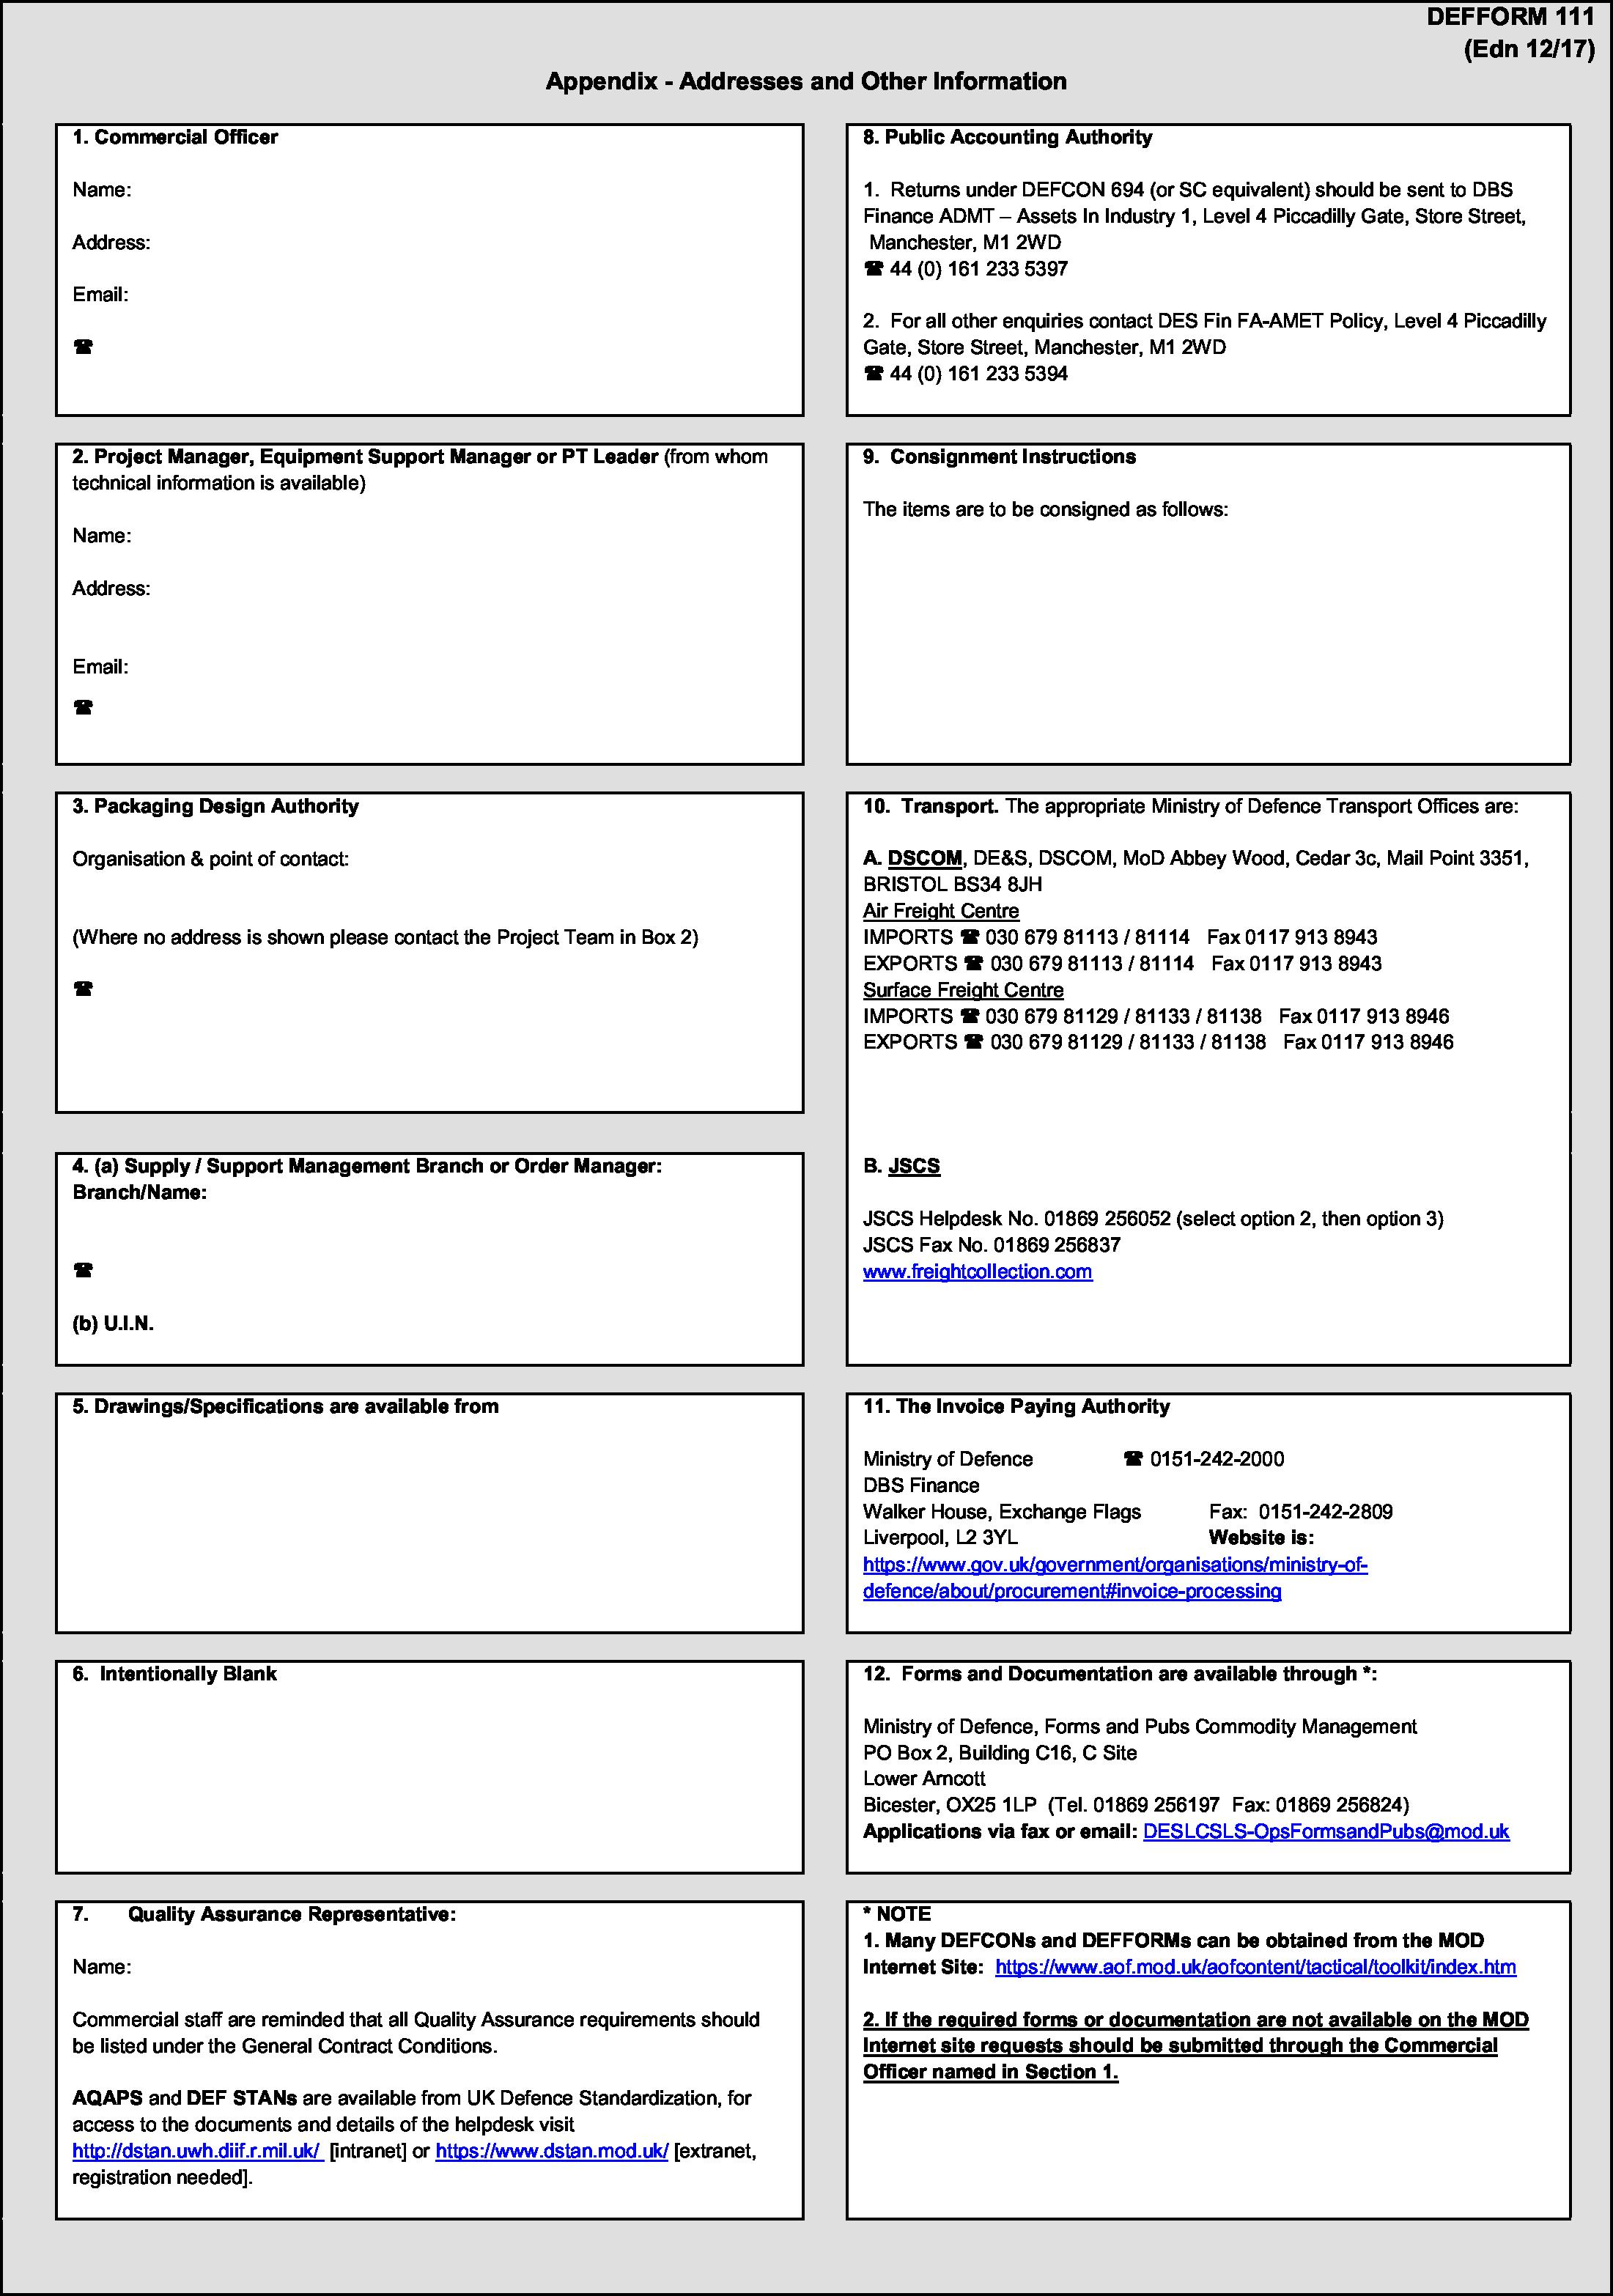 DEFFORM 111
(Edn 12/17)
Appendix - Addresses and Other Information
1. Commercial Officer
Name:
Address:
Email:
☎
2. Project Manager, Equipment Support Manager or PT Leader (from whom
technical information is available)
Name:
Address:
Email:
☎
3. Packaging Design Authority
Organisation & point of contact:
(Where no address is shown please contact the Project Team in Box 2)
☎
4. (a) Supply / Support Management Branch or Order Manager:
Branch/Name:
☎
(b) U.I.N.
5. Drawings/Specifications are available from
6. Intentionally Blank
7. Quality Assurance Representative:
Name:
Commercial staff are reminded that all Quality Assurance requirements should
be listed under the General Contract Conditions.
AQAPS and DEF STANs are available from UK Defence Standardization, for
access to the documents and details of the helpdesk visit
http://dstan.uwh.diif.r.mil.uk/ [intranet] or https://www.dstan.mod.uk/ [extranet,
registration needed].
8. Public Accounting Authority
1. Returns under DEFCON 694 (or SC equivalent) should be sent to DBS
Finance ADMT – Assets In Industry 1, Level 4 Piccadilly Gate, Store Street,
Manchester, M1 2WD
☎ 44 (0) 161 233 5397
2. For all other enquiries contact DES Fin FA-AMET Policy, Level 4 Piccadilly
Gate, Store Street, Manchester, M1 2WD
☎ 44 (0) 161 233 5394
9. Consignment Instructions
The items are to be consigned as follows:
10. Transport. The appropriate Ministry of Defence Transport Offices are:
A. DSCOM, DE&S, DSCOM, MoD Abbey Wood, Cedar 3c, Mail Point 3351,
BRISTOL BS34 8JH
Air Freight Centre
IMPORTS ☎ 030 679 81113 / 81114 Fax 0117 913 8943
EXPORTS ☎ 030 679 81113 / 81114 Fax 0117 913 8943
Surface Freight Centre
IMPORTS ☎ 030 679 81129 / 81133 / 81138 Fax 0117 913 8946
EXPORTS ☎ 030 679 81129 / 81133 / 81138 Fax 0117 913 8946
B. JSCS
JSCS Helpdesk No. 01869 256052 (select option 2, then option 3)
JSCS Fax No. 01869 256837
www.freightcollection.com
11. The Invoice Paying Authority
Ministry of Defence ☎ 0151-242-2000
DBS Finance
Walker House, Exchange Flags Fax: 0151-242-2809
Liverpool, L2 3YL Website is:
https://www.gov.uk/government/organisations/ministry-of-
defence/about/procurement#invoice-processing
12. Forms and Documentation are available through *:
Ministry of Defence, Forms and Pubs Commodity Management
PO Box 2, Building C16, C Site
Lower Arncott
Bicester, OX25 1LP (Tel. 01869 256197 Fax: 01869 256824)
Applications via fax or email: DESLCSLS-OpsFormsandPubs@mod.uk
* NOTE
1. Many DEFCONs and DEFFORMs can be obtained from the MOD
Internet Site: https://www.aof.mod.uk/aofcontent/tactical/toolkit/index.htm
2. If the required forms or documentation are not available on the MOD
Internet site requests should be submitted through the Commercial
Officer named in Section 1.